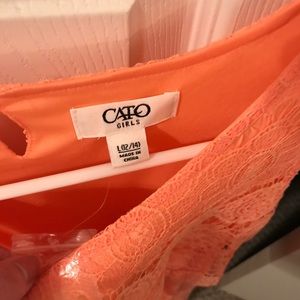 CATO
GIRLS
L(12/14)
MADE IN
CHINA